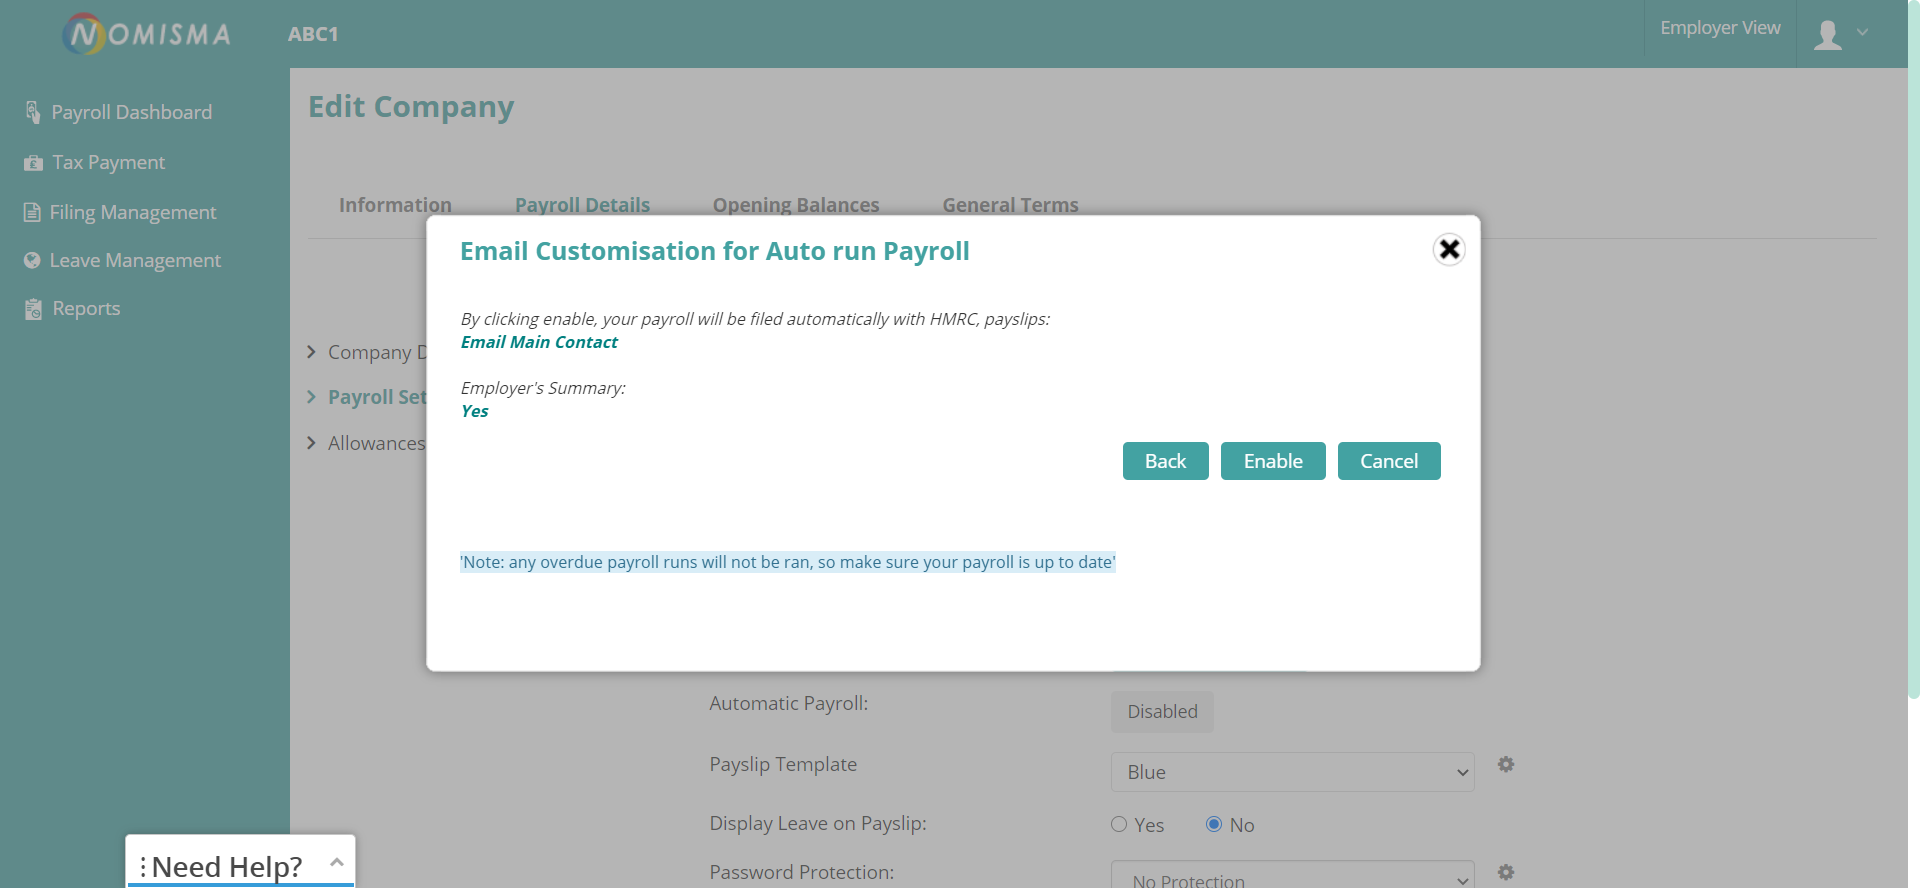 NOMISMA
ABC1
Employer View
Payroll Dashboard
Tax Payment
Filing Management
Leave Management
Reports
Edit Company
Information
Payroll Details
Opening Balances
General Terms
Company D
Payroll Set
Allowances
Email Customisation for Auto run Payroll
By clicking enable, your payroll will be filed automatically with HMRC, payslips:
Email Main Contact
Employer's Summary:
Yes
Back
Enable
Cancel
'Note: any overdue payroll runs will not be ran, so make sure your payroll is up to date'
Automatic Payroll:
Disabled
Payslip Template
Blue
Display Leave on Payslip:
Yes
No
Password Protection:
No Protection
Need Help?